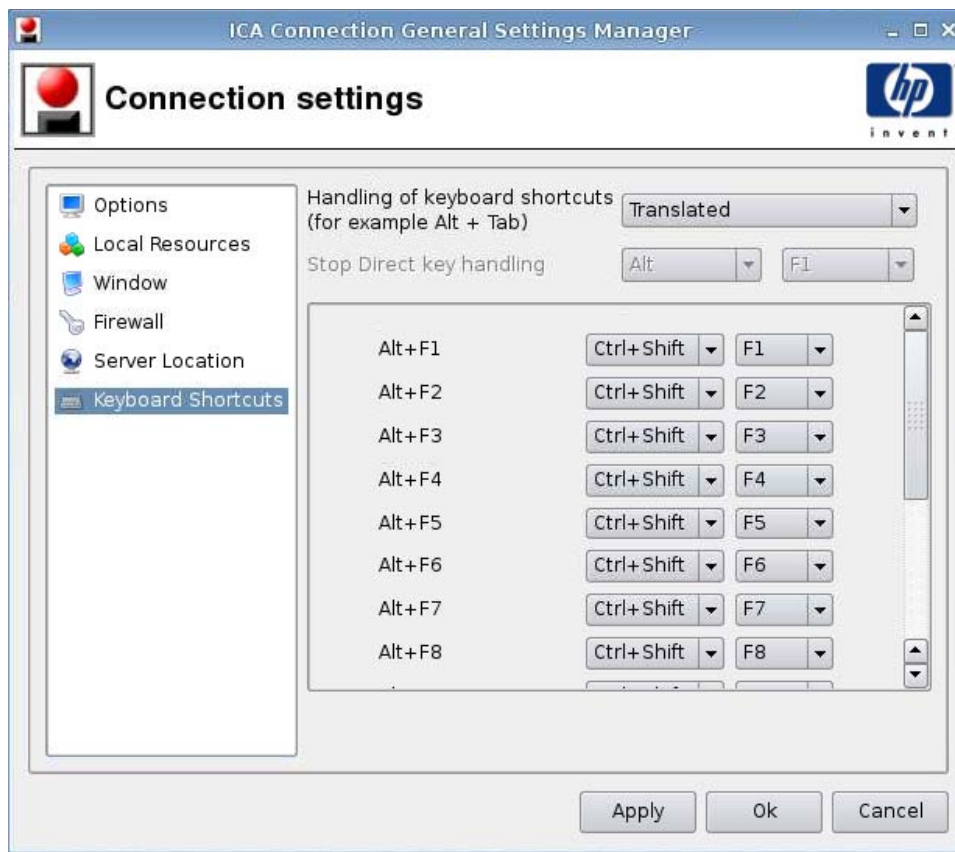 ICA Connection General Settings Manager
Connection settings
hp
invent
Options
Local Resources
Window
Firewall
Server Location
Keyboard Shortcuts
Handling of keyboard shortcuts
(for example Alt + Tab)
Translated
Stop Direct key handling
Alt
F1
Alt+F1 Ctrl+Shift F1
Alt+F2 Ctrl+Shift F2
Alt+F3 Ctrl+Shift F3
Alt+F4 Ctrl+Shift F4
Alt+F5 Ctrl+Shift F5
Alt+F6 Ctrl+Shift F6
Alt+F7 Ctrl+Shift F7
Alt+F8 Ctrl+Shift F8
Apply
Ok
Cancel